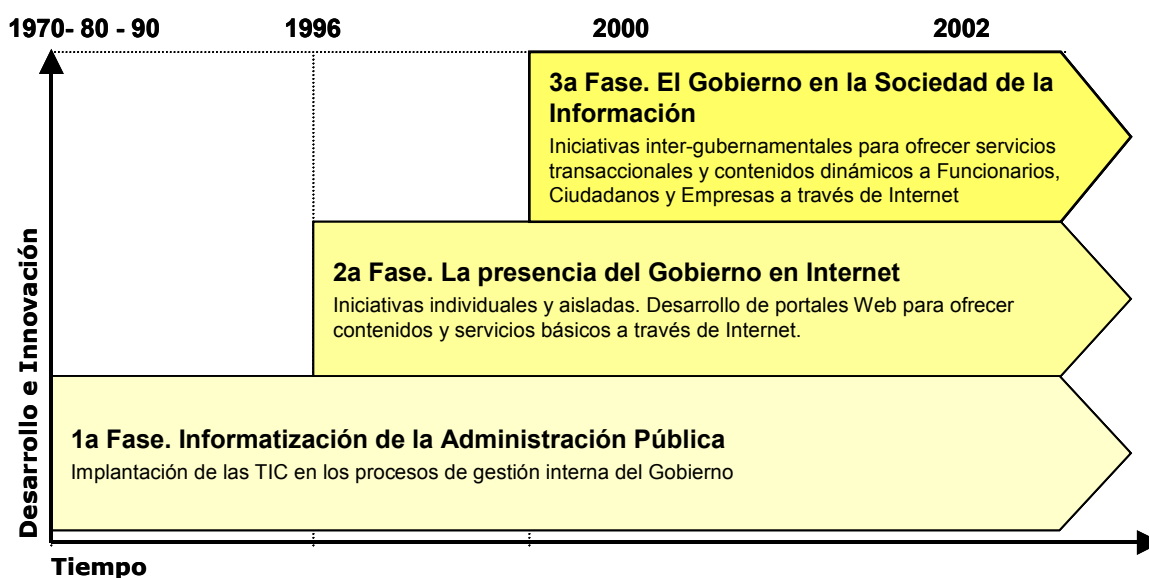 1970- 80 - 90 1996 2000 2002
3a Fase. El Gobierno en la Sociedad de la
Información
Iniciativas inter-gubernamentales para ofrecer servicios
transaccionales y contenidos dinámicos a Funcionarios,
Ciudadanos y Empresas a través de Internet
2a Fase. La presencia del Gobierno en Internet
Iniciativas individuales y aisladas. Desarrollo de portales Web para ofrecer
contenidos y servicios básicos a través de Internet.
1a Fase. Informatización de la Administración Pública
Implantación de las TIC en los procesos de gestión interna del Gobierno
Desarrollo e Innovación
Tiempo